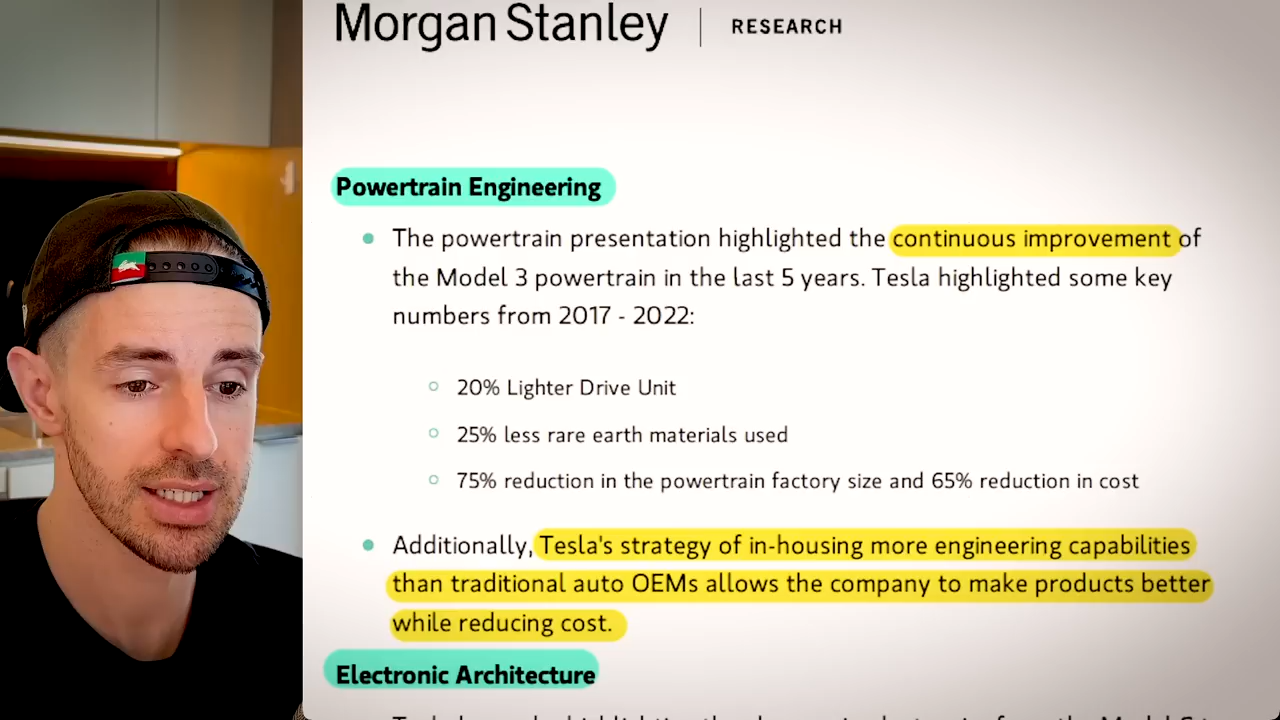 Morgan Stanley | RESEARCH
Powertrain Engineering
The powertrain presentation highlighted the continuous improvement of
the Model 3 powertrain in the last 5 years. Tesla highlighted some key
numbers from 2017 - 2022:
20% Lighter Drive Unit
25% less rare earth materials used
75% reduction in the powertrain factory size and 65% reduction in cost
Additionally, Tesla's strategy of in-housing more engineering capabilities
than traditional auto OEMs allows the company to make products better
while reducing cost.
Electronic Architecture